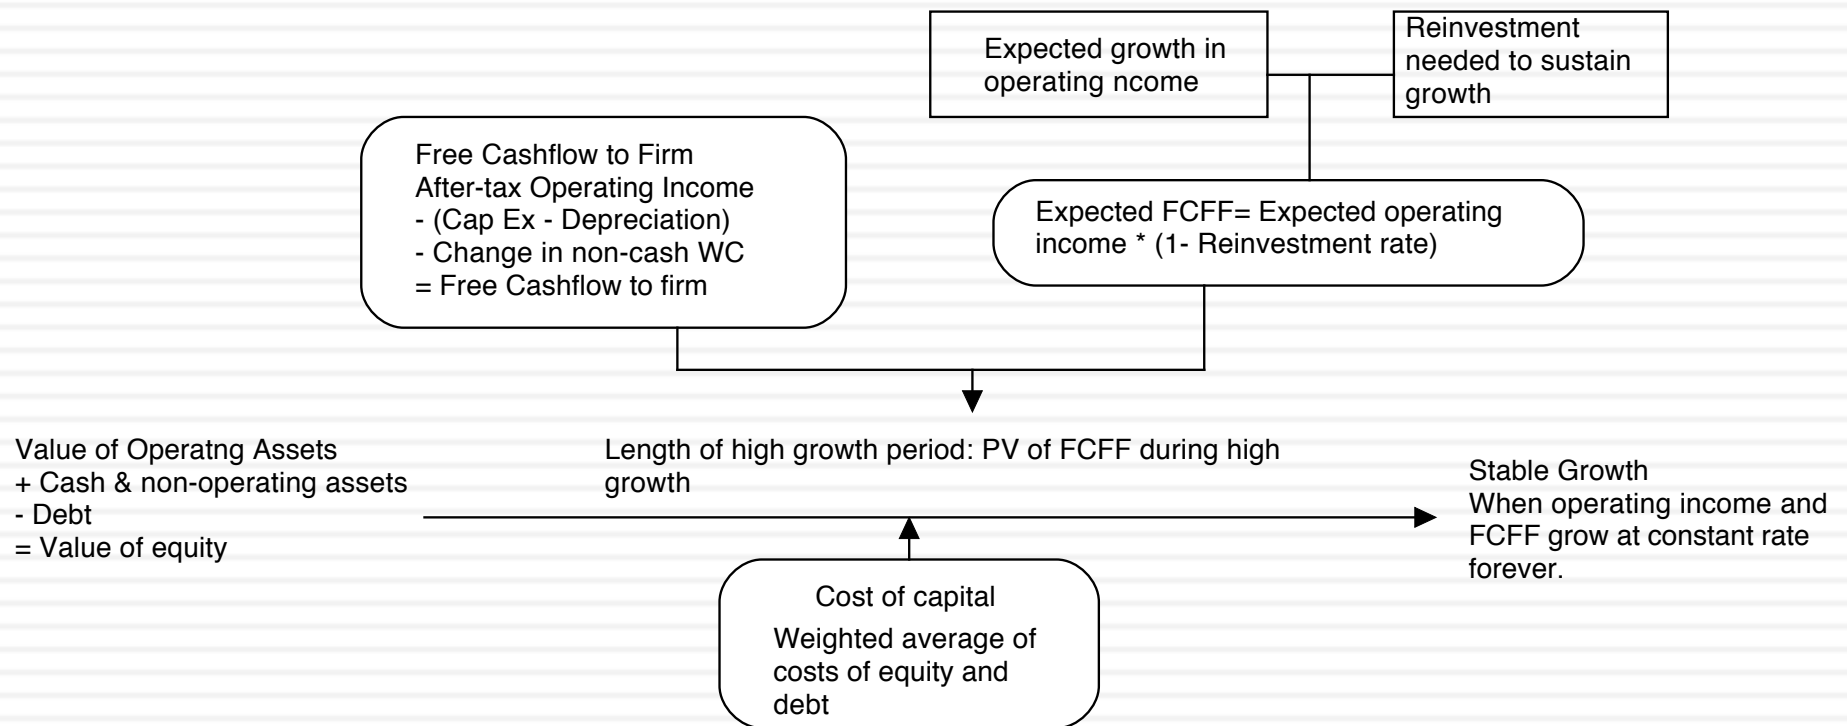 Expected growth in
operating ncome
Reinvestment
needed to sustain
growth
Free Cashflow to Firm
After-tax Operating Income
- (Cap Ex - Depreciation)
- Change in non-cash WC
= Free Cashflow to firm
Expected FCFF= Expected operating
income * (1- Reinvestment rate)
Value of Operatng Assets
+ Cash & non-operating assets
- Debt
= Value of equity
Length of high growth period: PV of FCFF during high
growth
Stable Growth
When operating income and
FCFF grow at constant rate
forever.
Cost of capital
Weighted average of
costs of equity and
debt